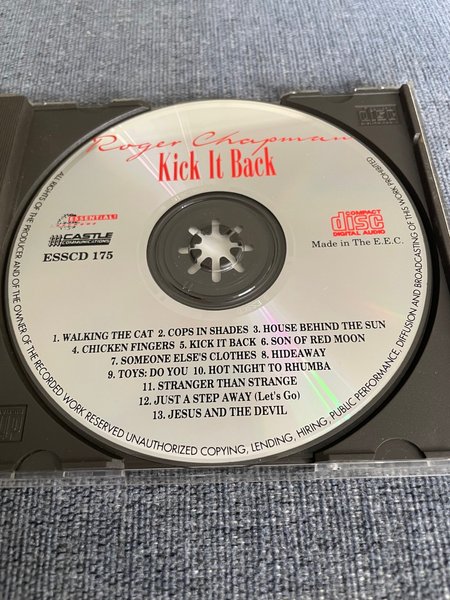 Roger Chapman
Kick It Back
ESSENTIAL!
CASTLE
COMMUNICATIONS
ESSCD 175
COMPACT
disc
DIGITAL AUDIO
Made in The E.E.C.
1. WALKING THE CAT 2. COPS IN SHADES 3. HOUSE BEHIND THE SUN
4. CHICKEN FINGERS 5. KICK IT BACK 6. SON OF RED MOON
7. SOMEONE ELSE'S CLOTHES 8. HIDEAWAY
9. TOYS: DO YOU 10. HOT NIGHT TO RHUMBA
11. STRANGER THAN STRANGE
12. JUST A STEP AWAY (Let's Go)
13. JESUS AND THE DEVIL
ALL RIGHTS OF THE PRODUCER AND OF THE OWNER OF THE RECORDED WORK RESERVED UNAUTHORIZED COPYING, LENDING, HIRING, PUBLIC PERFORMANCE, DIFFUSION AND BROADCASTING OF THIS WORK PROHIBITED
disc